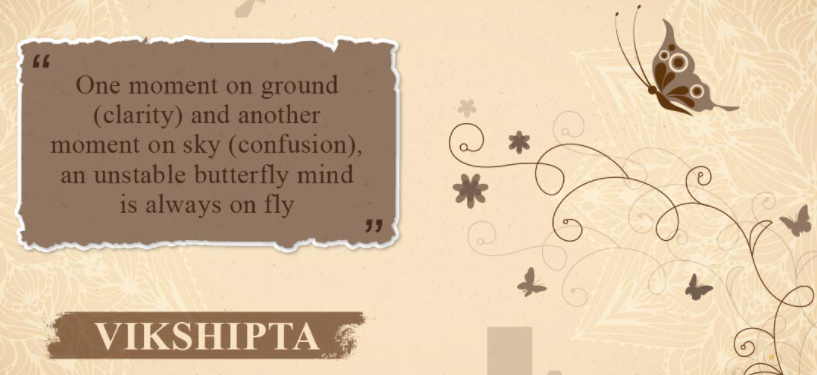 “
One moment on ground
(clarity) and another
moment on sky (confusion),
an unstable butterfly mind
is always on fly
”
VIKSHIPTA